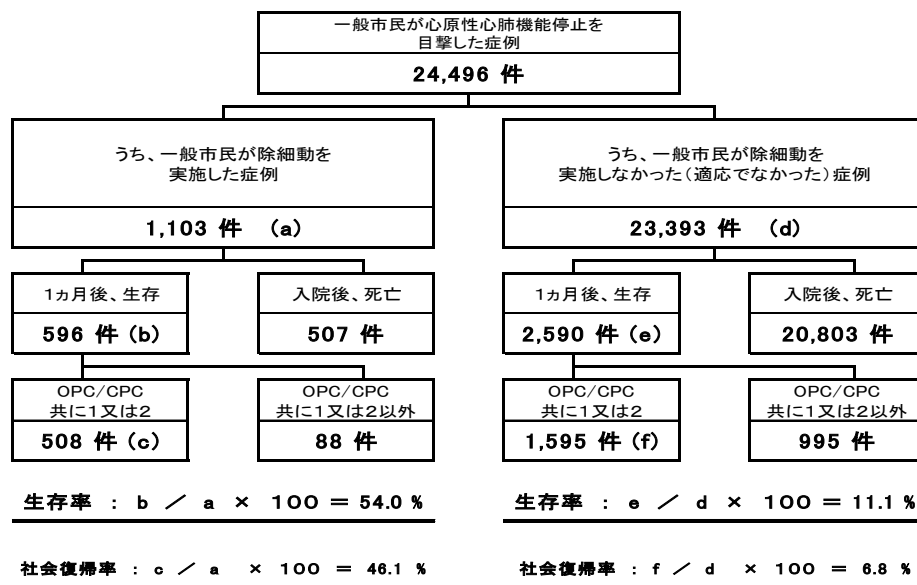 一般市民が心原性心肺機能停止を
目撃した症例
24,496 件
うち、一般市民が除細動を
実施した症例
1,103 件 (a)
うち、一般市民が除細動を
実施しなかった(適応でなかった)症例
23,393 件 (d)
1ヵ月後、生存
596 件 (b)
入院後、死亡
507 件
1ヵ月後、生存
2,590 件 (e)
入院後、死亡
20,803 件
OPC/CPC
共に1又は2
508 件 (c)
OPC/CPC
共に1又は2以外
88 件
OPC/CPC
共に1又は2
1,595 件 (f)
OPC/CPC
共に1又は2以外
995 件
生存率 : b / a × 100 = 54.0 %
生存率 : e / d × 100 = 11.1 %
社会復帰率 : c / a × 100 = 46.1 %
社会復帰率 : f / d × 100 = 6.8 %